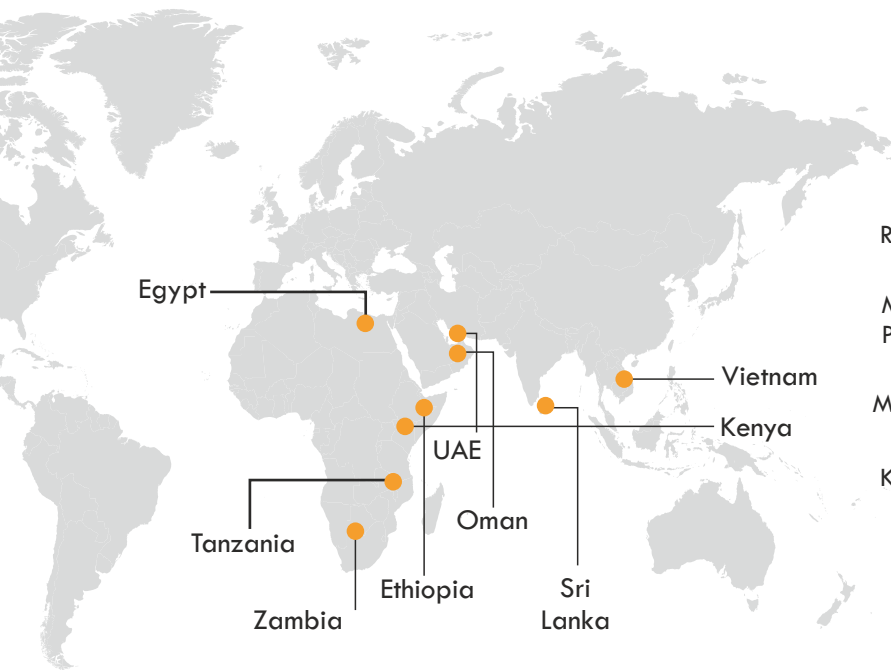 Egypt
Vietnam
Kenya
UAE
Oman
Tanzania
Ethiopia
Sri
Lanka
Zambia
R
M
P
M
K